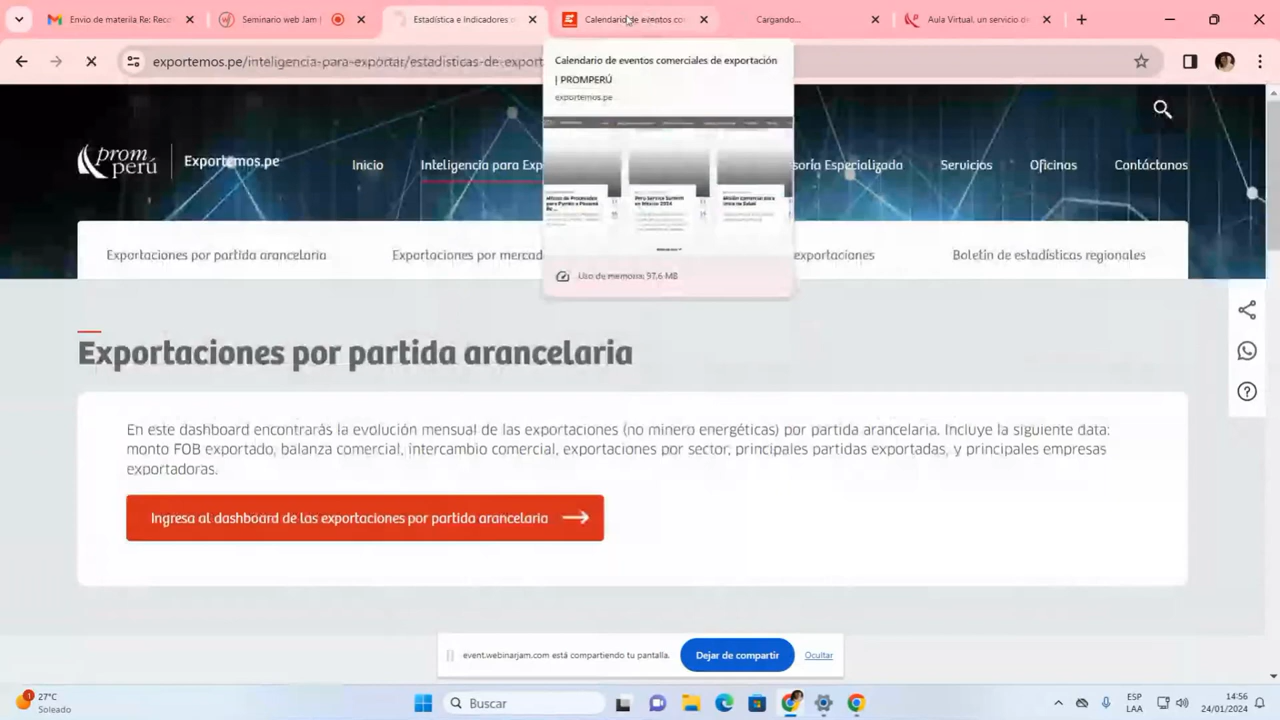 Envío de materila Re: Reco
Seminario web Jam
Estadística e Indicadores d
Calendario de eventos co
Cargando...
Aula Virtual, un servicio de
exportemos.pe/inteligencia-para-exportar/estadisticas-de-export
Calendario de eventos comerciales de exportación
| PROMPERÚ
exportemos.pe
Uso de memoria: 97,6 MB
prom
perú
Exportemos.pe
Inicio
Inteligencia para Exp
soría Especializada
Servicios
Oficinas
Contáctanos
Exportaciones por partida arancelaria
Exportaciones por mercad
exportaciones
Boletín de estadísticas regionales
Exportaciones por partida arancelaria
En este dashboard encontrarás la evolución mensual de las exportaciones (no minero energéticas) por partida arancelaria. Incluye la siguiente data:
monto FOB exportado, balanza comercial, intercambio comercial, exportaciones por sector, principales partidas exportadas, y principales empresas
exportadoras.
Ingresa al dashboard de las exportaciones por partida arancelaria
event.webinarjam.com está compartiendo tu pantalla.
Dejar de compartir
Ocultar
1
27°C
Soleado
Buscar
ESP
LAA
14:56
24/01/2024